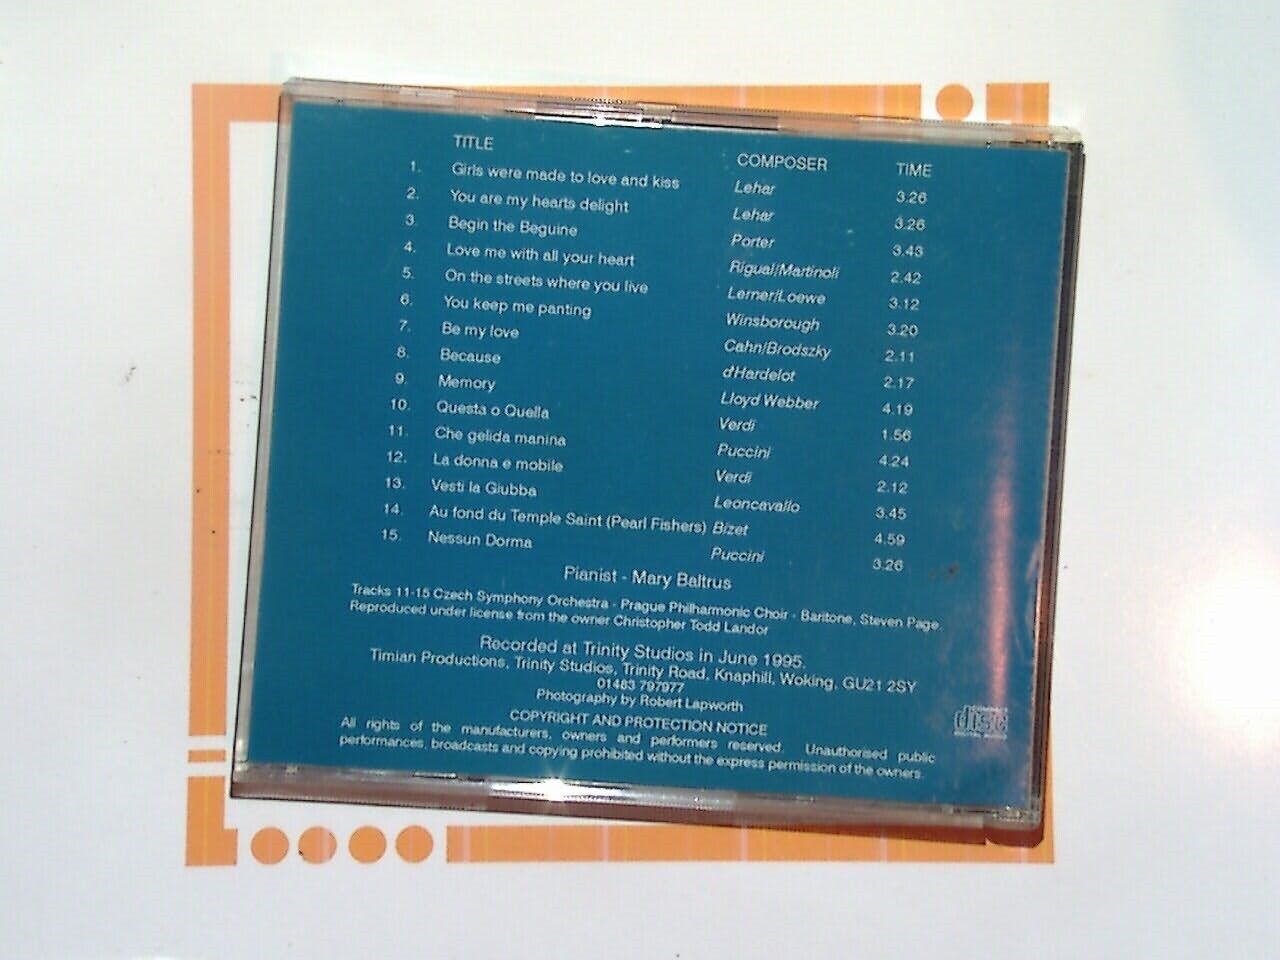 TITLE COMPOSER TIME
1. Girls were made to love and kiss Lehar 3.26
2. You are my hearts delight Lehar 3.26
3. Begin the Beguine Porter 3.43
4. Love me with all your heart Rigual/Martinoli 2.42
5. On the streets where you live Lerner/Loewe 3.12
6. You keep me panting Winsborough 3.20
7. Be my love Cahn/Brodszky 2.11
8. Because d'Hardelot 2.17
9. Memory Lloyd Webber 4.19
10. Questa o Quella Verdi 1.56
11. Che gelida manina Puccini 4.24
12. La donna e mobile Verdi 2.12
13. Vesti la Giubba Leoncavallo 3.45
14. Au fond du Temple Saint (Pearl Fishers) Bizet 4.59
15. Nessun Dorma Puccini 3.26
Pianist - Mary Baltrus
Tracks 11-15 Czech Symphony Orchestra - Prague Philharmonic Choir - Baritone, Steven Page.
Reproduced under license from the owner Christopher Todd Landor
Recorded at Trinity Studios in June 1995.
Timian Productions, Trinity Studios, Trinity Road, Knaphill, Woking, GU21 2SY
01483 797977
Photography by Robert Lapworth
COPYRIGHT AND PROTECTION NOTICE
All rights of the manufacturers, owners and performers reserved. Unauthorised public
performances, broadcasts and copying prohibited without the express permission of the owners.
COMPACT
disc
DIGITAL AUDIO